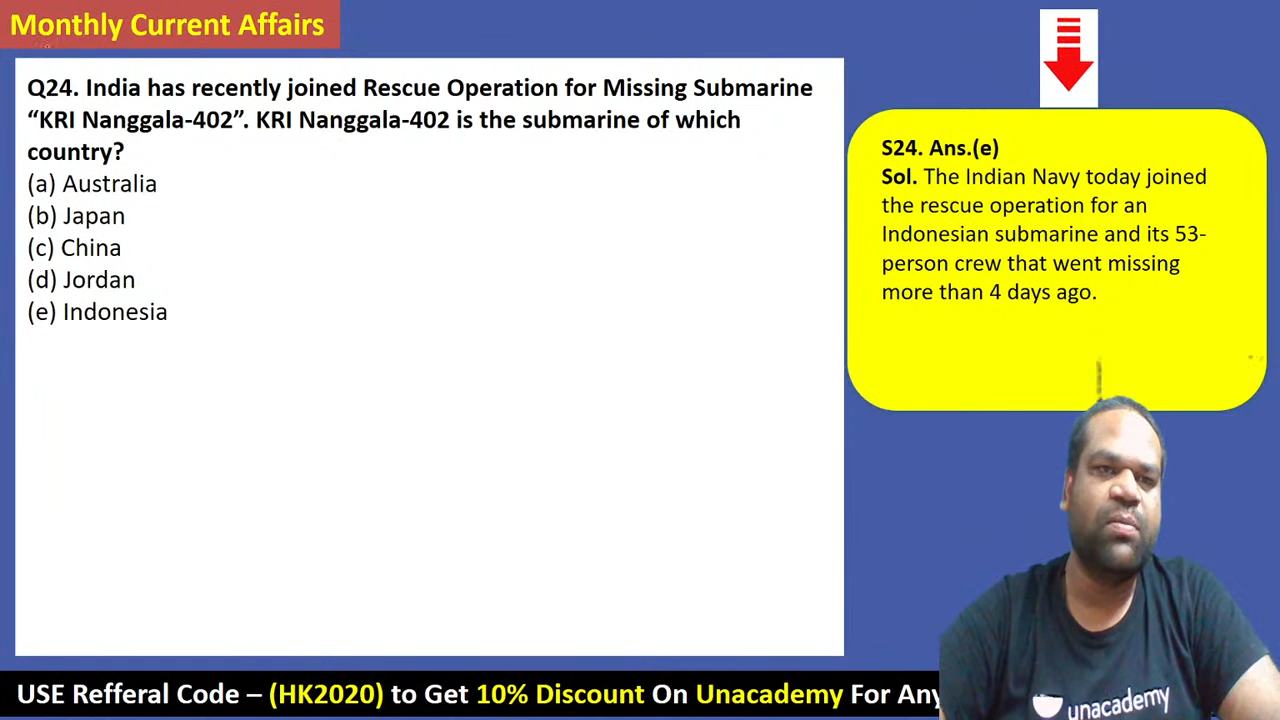 Monthly Current Affairs
Q24. India has recently joined Rescue Operation for Missing Submarine
“KRI Nanggala-402”. KRI Nanggala-402 is the submarine of which
country?
(a) Australia
(b) Japan
(c) China
(d) Jordan
(e) Indonesia
S24. Ans.(e)
Sol. The Indian Navy today joined
the rescue operation for an
Indonesian submarine and its 53-
person crew that went missing
more than 4 days ago.
USE Refferal Code – (HK2020) to Get 10% Discount On Unacademy For Any
unacademy